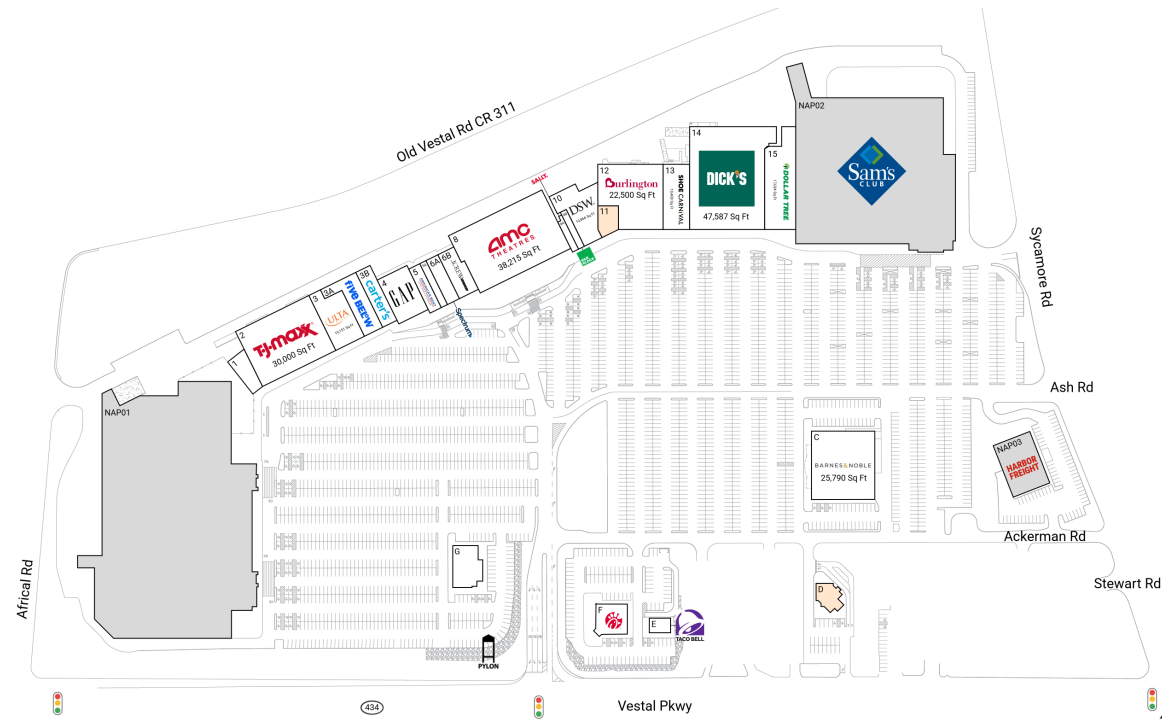 Old Vestal Rd CR 311
NAP02
Sam's
CLUB
14
DICK'S
47,587 Sq Ft
15
DOLLAR TREE
12
Burlington
22,500 Sq Ft
13
SHOE CARNIVAL
11
SALLY.
10
DSW
8
AMC
THEATRES
38,215 Sq Ft
6B
6A
5
4
GAP
3B
carter's
five BELOW
3A
3
ULTA
2
T.J.maxx
30,000 Sq Ft
1
Spectrum
Sycamore Rd
NAP01
Ash Rd
C
BARNES&NOBLE
25,790 Sq Ft
NAP03
HARBOR
FREIGHT
Ackerman Rd
Stewart Rd
Africal Rd
G
D
F
E
TACO BELL
PYLON
434
Vestal Pkwy